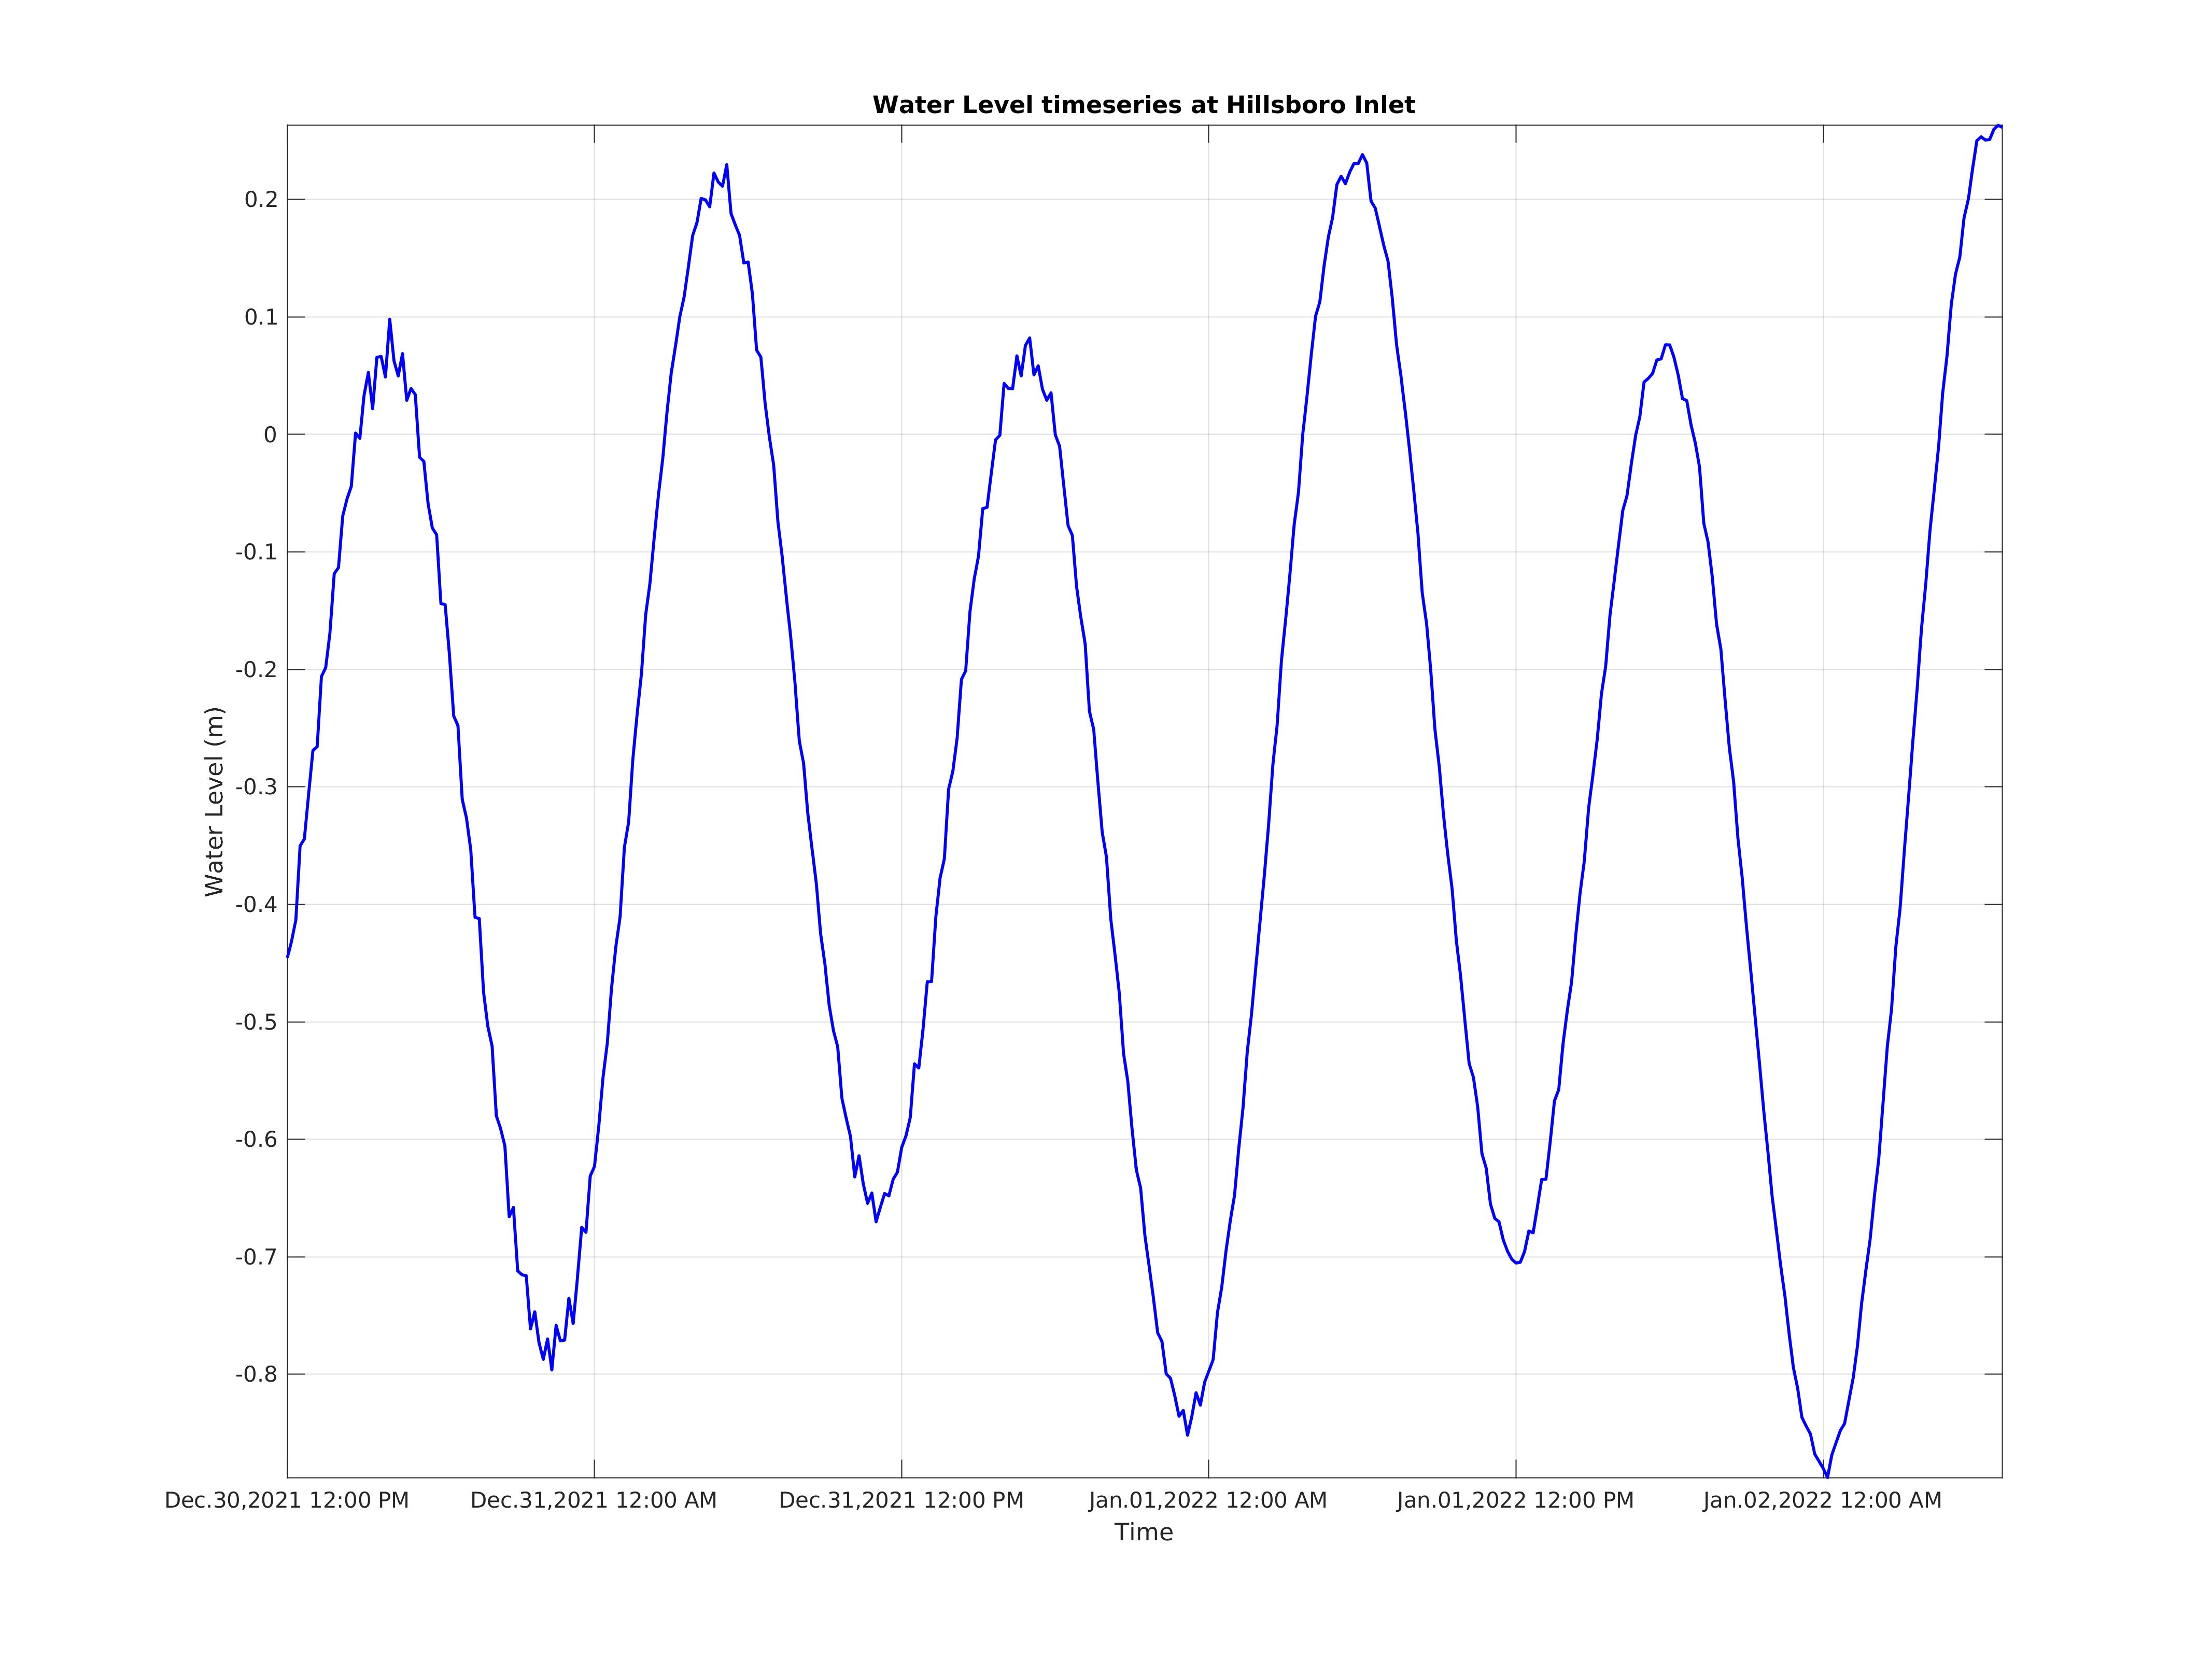 Water Level timeseries at Hillsboro Inlet
0.2
0.1
0
-0.1
-0.2
-0.3
-0.4
-0.5
-0.6
-0.7
-0.8
Water Level (m)
Dec.30,2021 12:00 PM Dec.31,2021 12:00 AM Dec.31,2021 12:00 PM Jan.01,2022 12:00 AM Jan.01,2022 12:00 PM Jan.02,2022 12:00 AM
Time